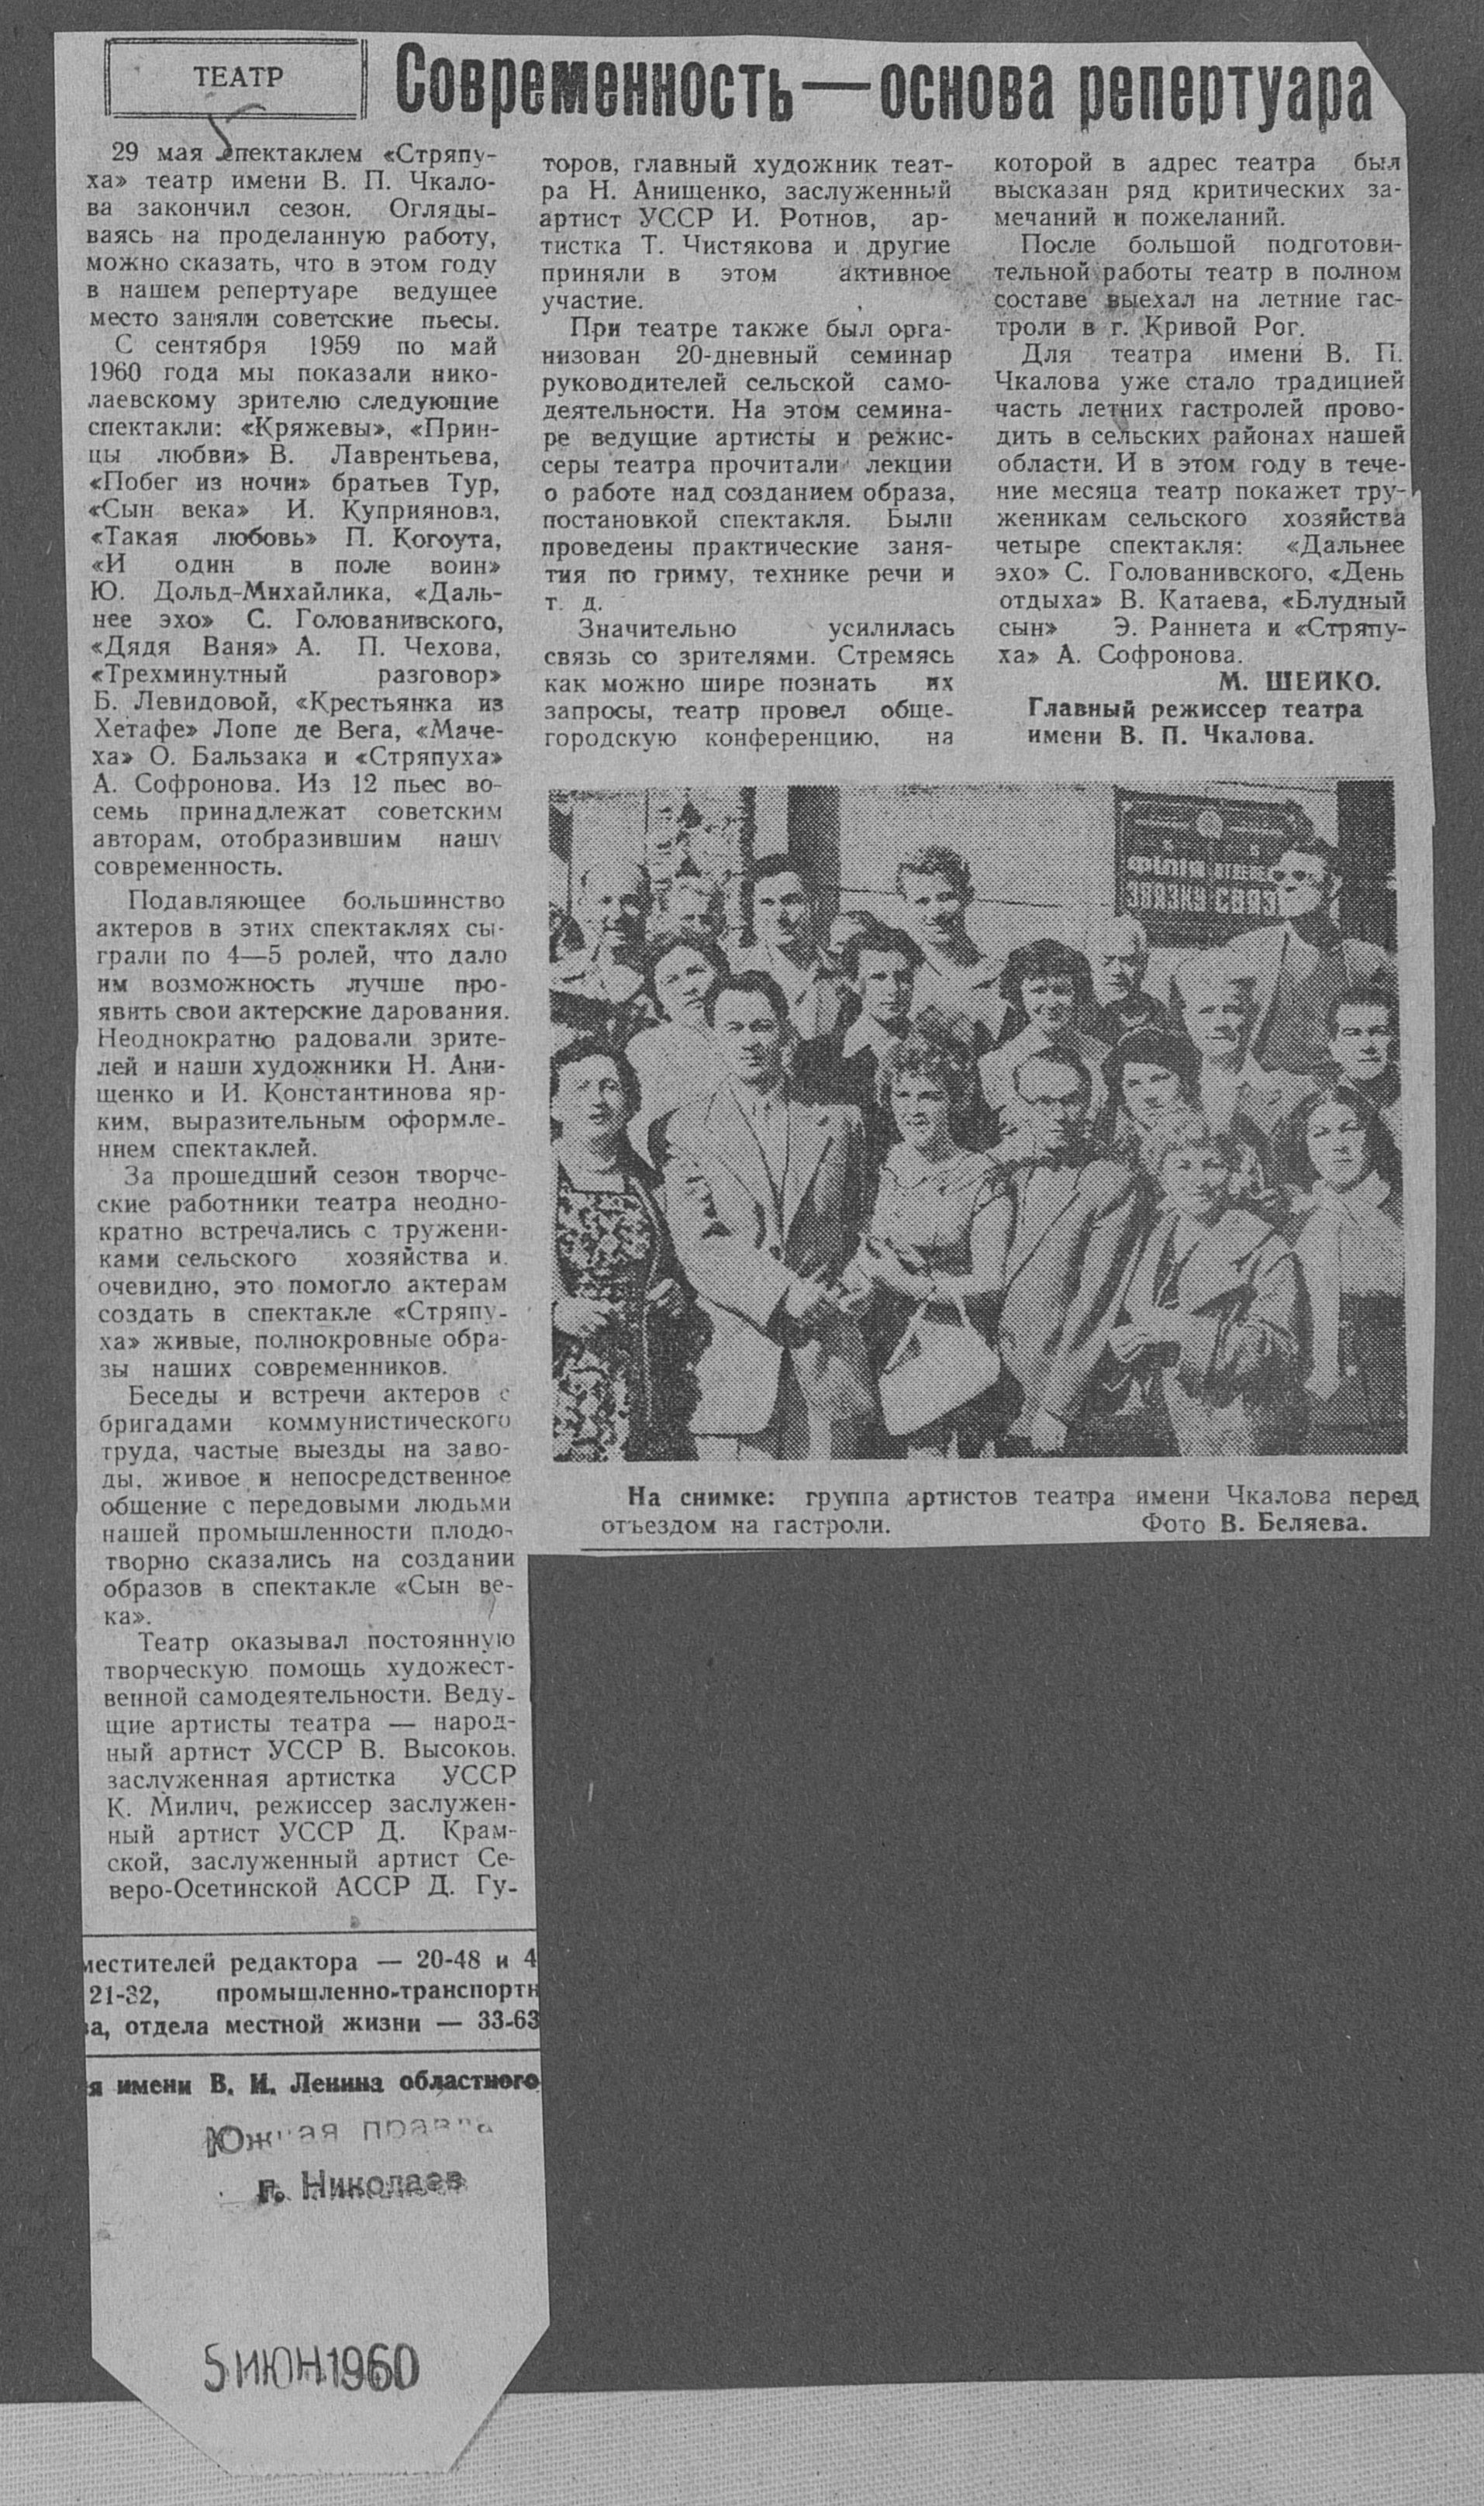 ТЕАТР
Современность — основа репертуара
29 мая спектаклем «Стряпу-
ха» театр имени В. П. Чкало-
ва закончил сезон. Огляды-
ваясь на проделанную работу,
можно сказать, что в этом году
в нашем репертуаре ведущее
место заняли советские пьесы.
С сентября 1959 по май
1960 года мы показали нико-
лаевскому зрителю следующие
спектакли: «Кряжевы», «Прин-
цы любви» В. Лаврентьева,
«Побег из ночи» братьев Тур,
«Сын века» И. Куприянова,
«Такая любовь» П. Когоута,
«И один в поле воин»
Ю. Дольд-Михайлика, «Даль-
нее эхо» С. Голованивского,
«Дядя Ваня» А. П. Чехова,
«Трехминутный разговор»
Б. Левидовой, «Крестьянка из
Хетафе» Лопе де Вега, «Маче-
ха» О. Бальзака и «Стряпуха»
А. Софронова. Из 12 пьес во-
семь принадлежат советским
авторам, отобразившим нашу
современность.
Подавляющее большинство
актеров в этих спектаклях сы-
грали по 4—5 ролей, что дало
им возможность лучше про-
явить свои актерские дарования.
Неоднократно радовали зрите-
лей и наши художники Н. Ани-
щенко и И. Константинова яр-
ким, выразительным оформле-
нием спектаклей.
За прошедший сезон творче-
ские работники театра неодно-
кратно встречались с тружени-
ками сельского хозяйства и,
очевидно, это помогло актерам
создать в спектакле «Стряпу-
ха» живые, полнокровные обра-
зы наших современников.
Беседы и встречи актеров с
бригадами коммунистического
труда, частые выезды на заво-
ды, живое и непосредственное
общение с передовыми людьми
нашей промышленности плодо-
творно сказались на создании
образов в спектакле «Сын ве-
ка».
Театр оказывал постоянную
творческую помощь художест-
венной самодеятельности. Веду-
щие артисты театра — народ-
ный артист УССР В. Высоков,
заслуженная артистка УССР
К. Милич, режиссер заслужен-
ный артист УССР Д. Крам-
ской, заслуженный артист Се-
веро-Осетинской АССР Д. Гу-
торов, главный художник теат-
ра Н. Анищенко, заслуженный
артист УССР И. Ротнов, ар-
тистка Т. Чистякова и другие
приняли в этом активное
участие.
При театре также был орга-
низован 20-дневный семинар
руководителей сельской само-
деятельности. На этом семина-
ре ведущие артисты и режис-
серы театра прочитали лекции
о работе над созданием образа,
постановкой спектакля. Были
проведены практические заня-
тия по гриму, технике речи и
т. д.
Значительно усилилась
связь со зрителями. Стремясь
как можно шире познать их
запросы, театр провел обще-
городскую конференцию, на
которой в адрес театра был
высказан ряд критических за-
мечаний и пожеланий.
После большой подготови-
тельной работы театр в полном
составе выехал на летние гас-
троли в г. Кривой Рог.
Для театра имени В. П.
Чкалова уже стало традицией
часть летних гастролей прово-
дить в сельских районах нашей
области. И в этом году в тече-
ние месяца театр покажет тру-
женикам сельского хозяйства
четыре спектакля: «Дальнее
эхо» С. Голованивского, «День
отдыха» В. Катаева, «Блудный
сын» Э. Раннета и «Стряпу-
ха» А. Софронова.
М. ШЕЙКО.
Главный режиссер театра
имени В. П. Чкалова.
На снимке: группа артистов театра имени Чкалова перед
отъездом на гастроли. Фото В. Беляева.
местителей редактора — 20-48 и 4
21-32, промышленно-транспортн
ва, отдела местной жизни — 33-63
я имени В. И. Ленина областного
Южная правда
г. Николаев
5 ИЮН 1960